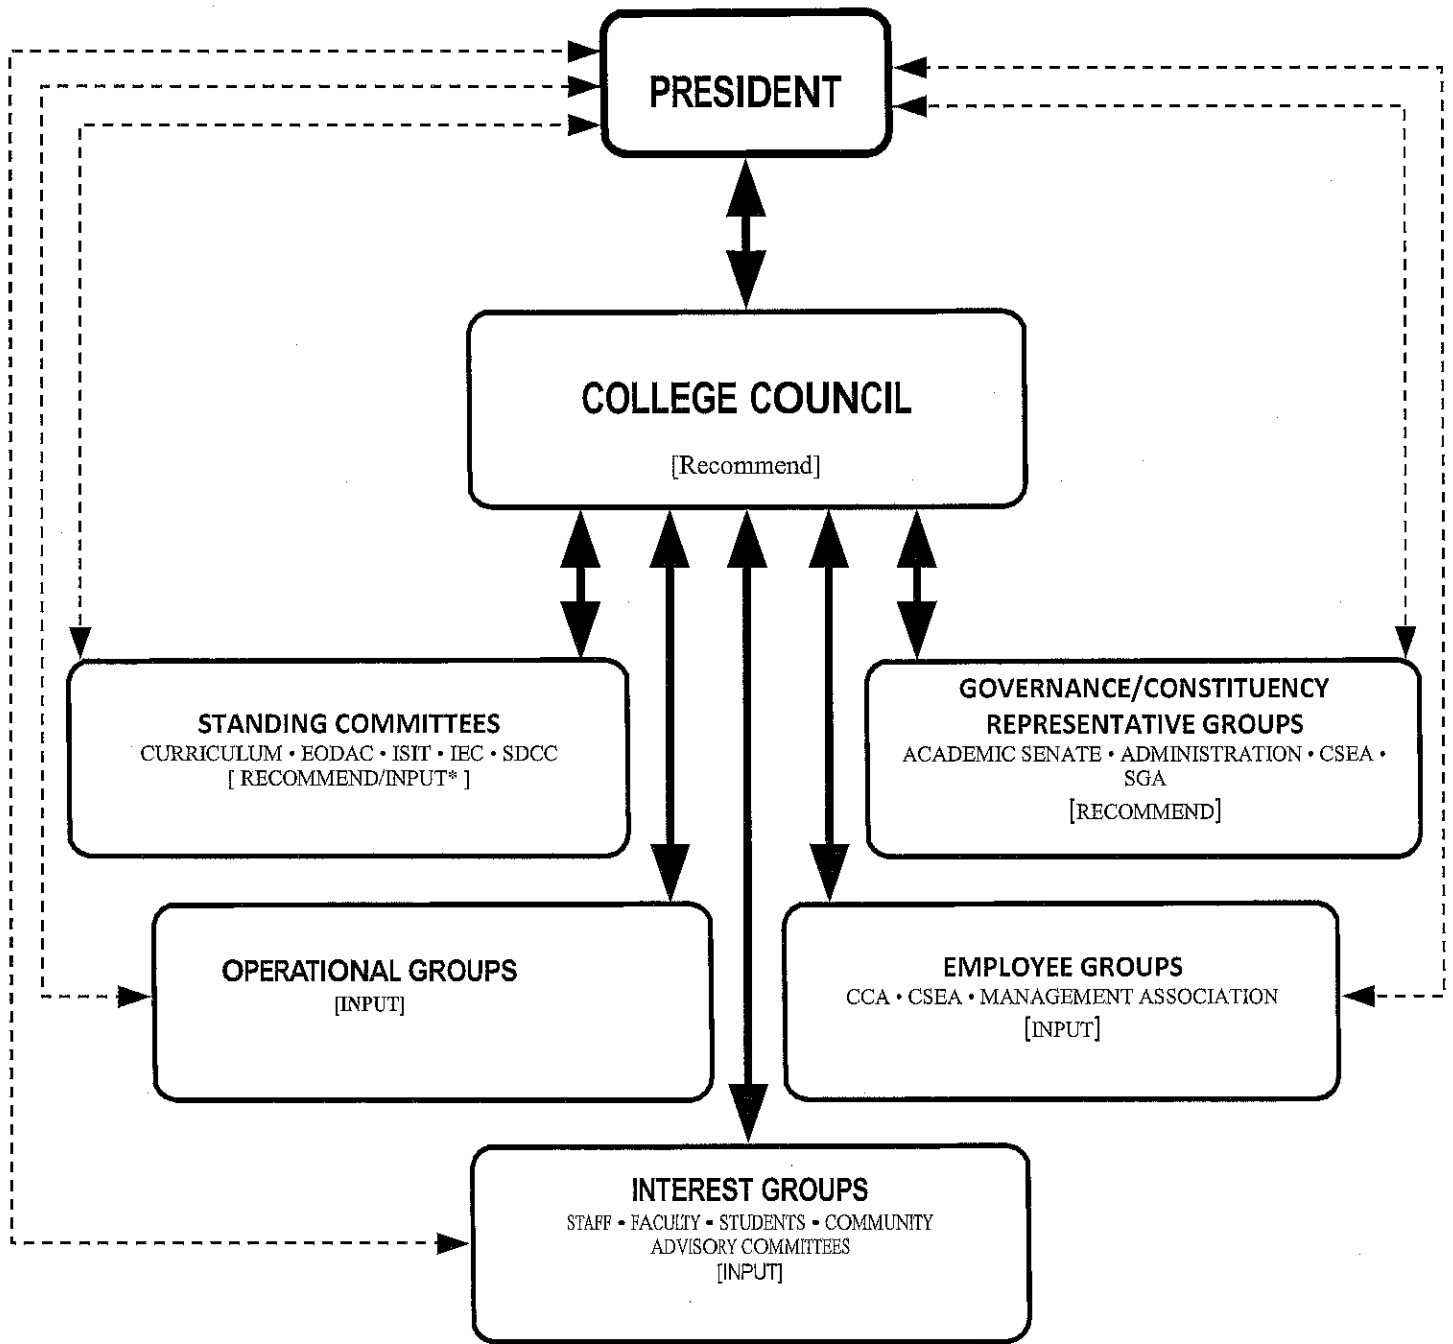 PRESIDENT
COLLEGE COUNCIL
[Recommend]
STANDING COMMITTEES
CURRICULUM • EODAC • ISIT • IEC • SDCC
[ RECOMMEND/INPUT* ]
GOVERNANCE/CONSTITUENCY
REPRESENTATIVE GROUPS
ACADEMIC SENATE • ADMINISTRATION • CSEA •
SGA
[RECOMMEND]
OPERATIONAL GROUPS
[INPUT]
EMPLOYEE GROUPS
CCA • CSEA • MANAGEMENT ASSOCIATION
[INPUT]
INTEREST GROUPS
STAFF • FACULTY • STUDENTS • COMMUNITY
ADVISORY COMMITTEES
[INPUT]